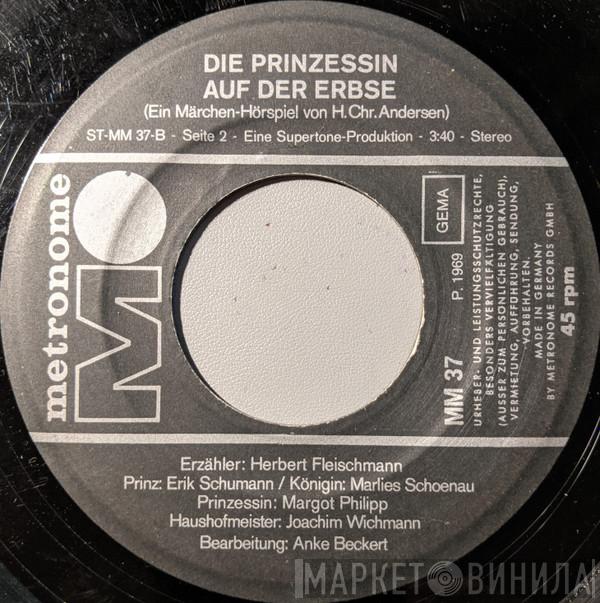 DIE PRINZESSIN
AUF DER ERBSE
(Ein Märchen-Hörspiel von H. Chr. Andersen)
ST-MM 37-B - Seite 2 - Eine Supertone-Produktion - 3:40 - Stereo
metronome
MO
GEMA
P. 1969
MM 37
URHEBER- UND LEISTUNGSSCHUTZRECHTE,
BESONDERS VERVIELFÄLTIGUNG
(AUSSER ZUM PERSÖNLICHEN GEBRAUCH),
VERMIETUNG, AUFFÜHRUNG, SENDUNG,
VORBEHALTEN.
MADE IN GERMANY
BY METRONOME RECORDS GMBH
45 rpm
Erzähler: Herbert Fleischmann
Prinz: Erik Schumann / Königin: Marlies Schoenau
Prinzessin: Margot Philipp
Haushofmeister: Joachim Wichmann
Bearbeitung: Anke Beckert
МАРКЕТ ВИНИЛА